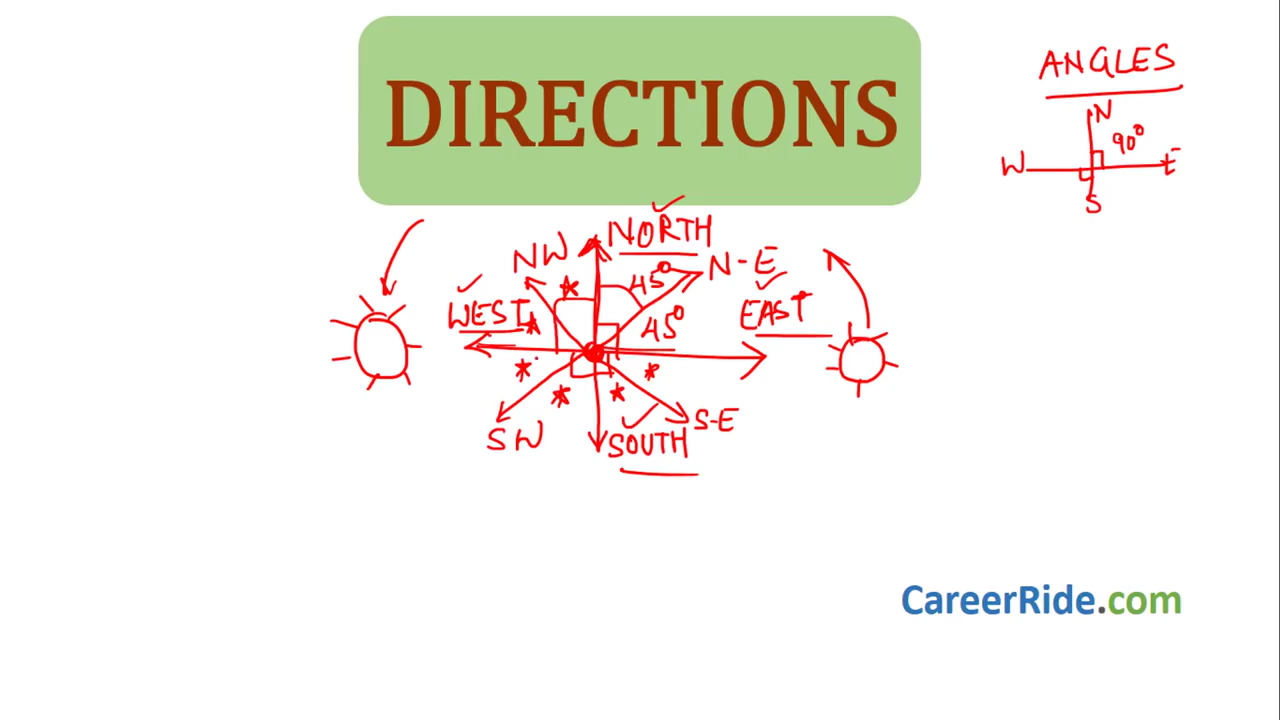 DIRECTIONS
ANGLES
N
90°
W E
S
NORTH
NW
N-E
45°
WEST
EAST
45°
S-E
SW
SOUTH
CareerRide.com